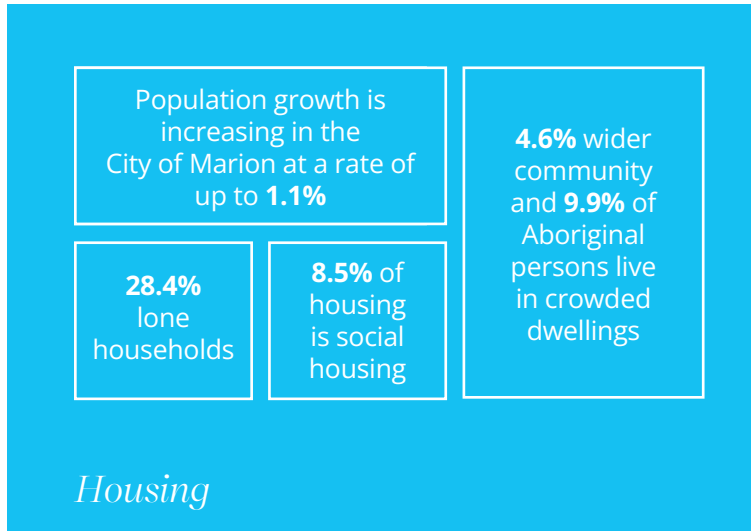 Population growth is
increasing in the
City of Marion at a rate of
up to 1.1%
4.6% wider
community
and 9.9% of
Aboriginal
persons live
in crowded
dwellings
28.4%
lone
households
8.5% of
housing
is social
housing
Housing